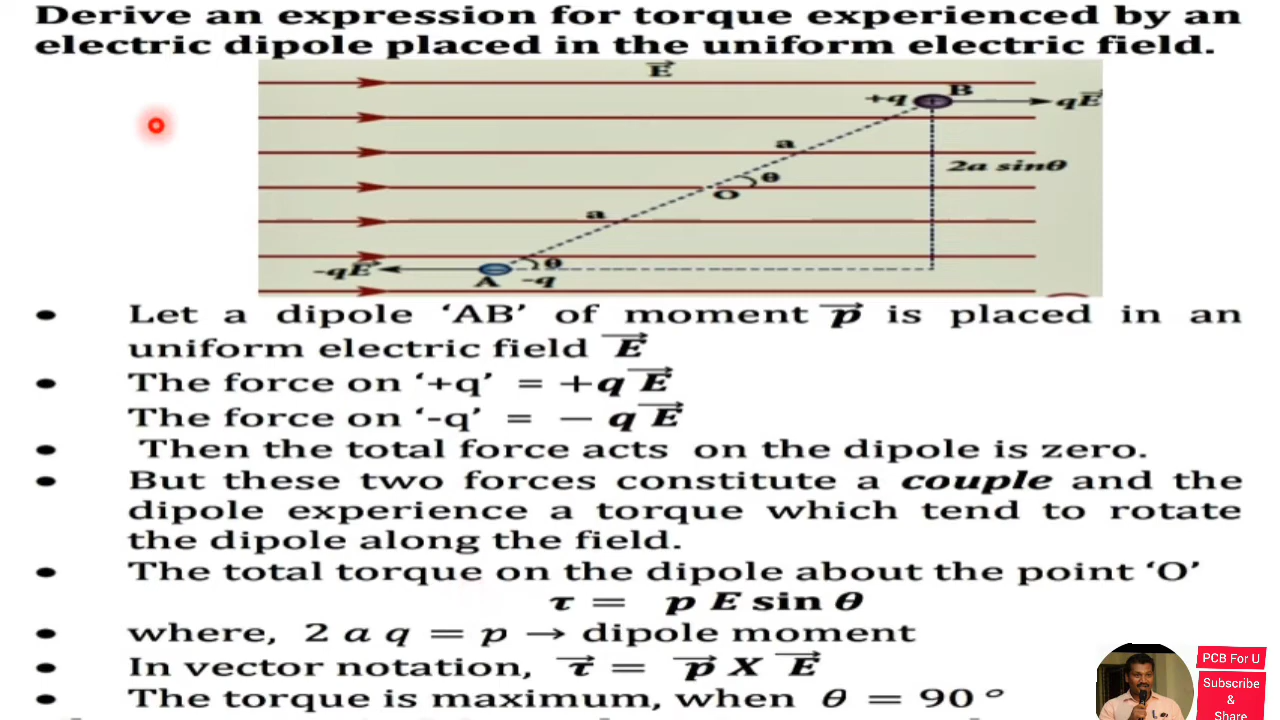 Derive an expression for torque experienced by an
electric dipole placed in the uniform electric field.
E⃗
+q B qE⃗
a
2a sinθ
θ
O
a
-qE⃗ θ
A -q
• Let a dipole ‘AB’ of moment p⃗ is placed in an
uniform electric field E⃗
• The force on ‘+q’ = +q E⃗
The force on ‘-q’ = − q E⃗
• Then the total force acts on the dipole is zero.
• But these two forces constitute a couple and the
dipole experience a torque which tend to rotate
the dipole along the field.
• The total torque on the dipole about the point ‘O’
τ = p E sin θ
• where, 2 a q = p → dipole moment
• In vector notation, τ⃗ = p⃗ X E⃗
• The torque is maximum, when θ = 90 °
PCB For U
Subscribe
&
Share